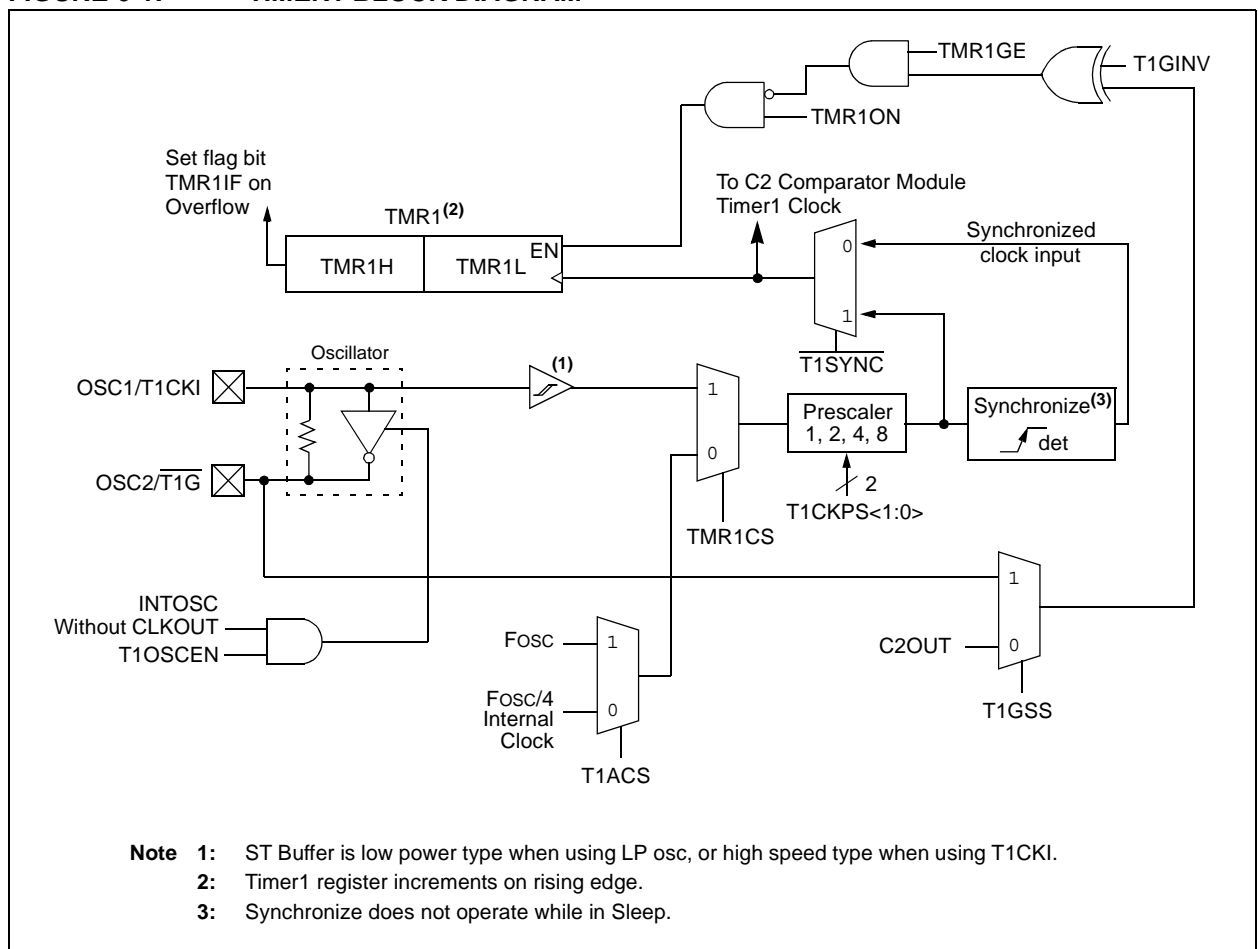 TMR1GE
T1GINV
TMR1ON
Set flag bit
TMR1IF on
Overflow
To C2 Comparator Module
Timer1 Clock
TMR1(2)
EN
TMR1H
TMR1L
0
1
Synchronized
clock input
T1SYNC
Oscillator
(1)
OSC1/T1CKI
OSC2/T1G
1
0
Prescaler
1, 2, 4, 8
Synchronize(3)
det
2
T1CKPS<1:0>
TMR1CS
INTOSC
Without CLKOUT
T1OSCEN
FOSC
1
FOSC/4
Internal
Clock
0
T1ACS
1
C2OUT
0
T1GSS
Note 1: ST Buffer is low power type when using LP osc, or high speed type when using T1CKI.
2: Timer1 register increments on rising edge.
3: Synchronize does not operate while in Sleep.